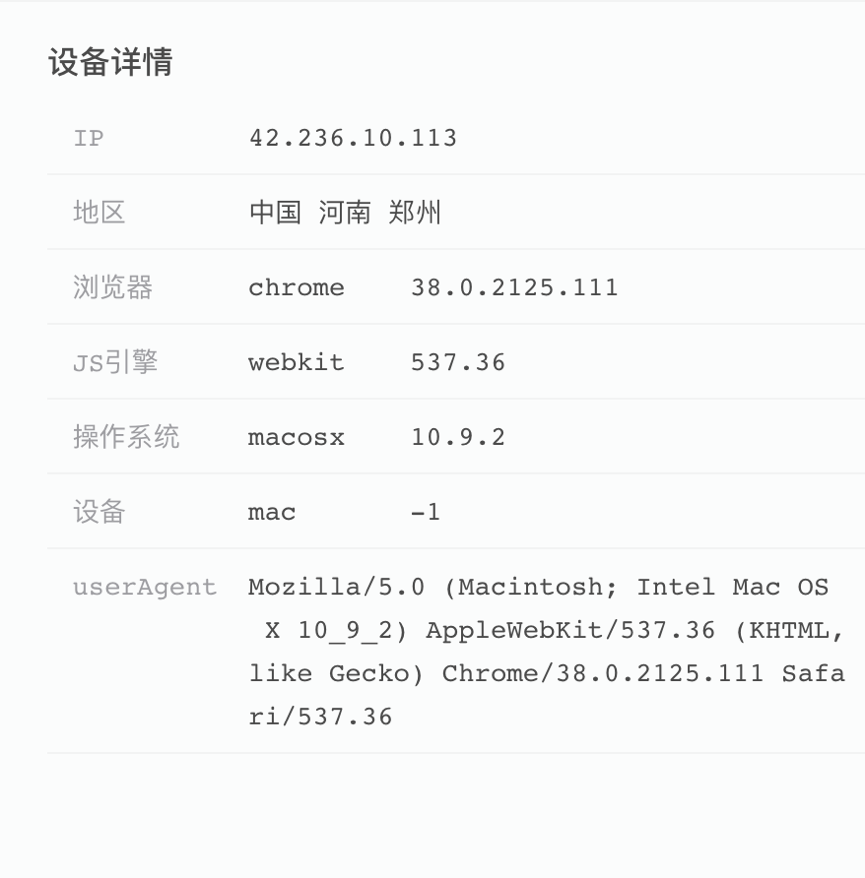 设备详情
IP 42.236.10.113
地区 中国 河南 郑州
浏览器 chrome 38.0.2125.111
JS引擎 webkit 537.36
操作系统 macosx 10.9.2
设备 mac -1
userAgent Mozilla/5.0 (Macintosh; Intel Mac OS
X 10_9_2) AppleWebKit/537.36 (KHTML,
like Gecko) Chrome/38.0.2125.111 Safa
ri/537.36